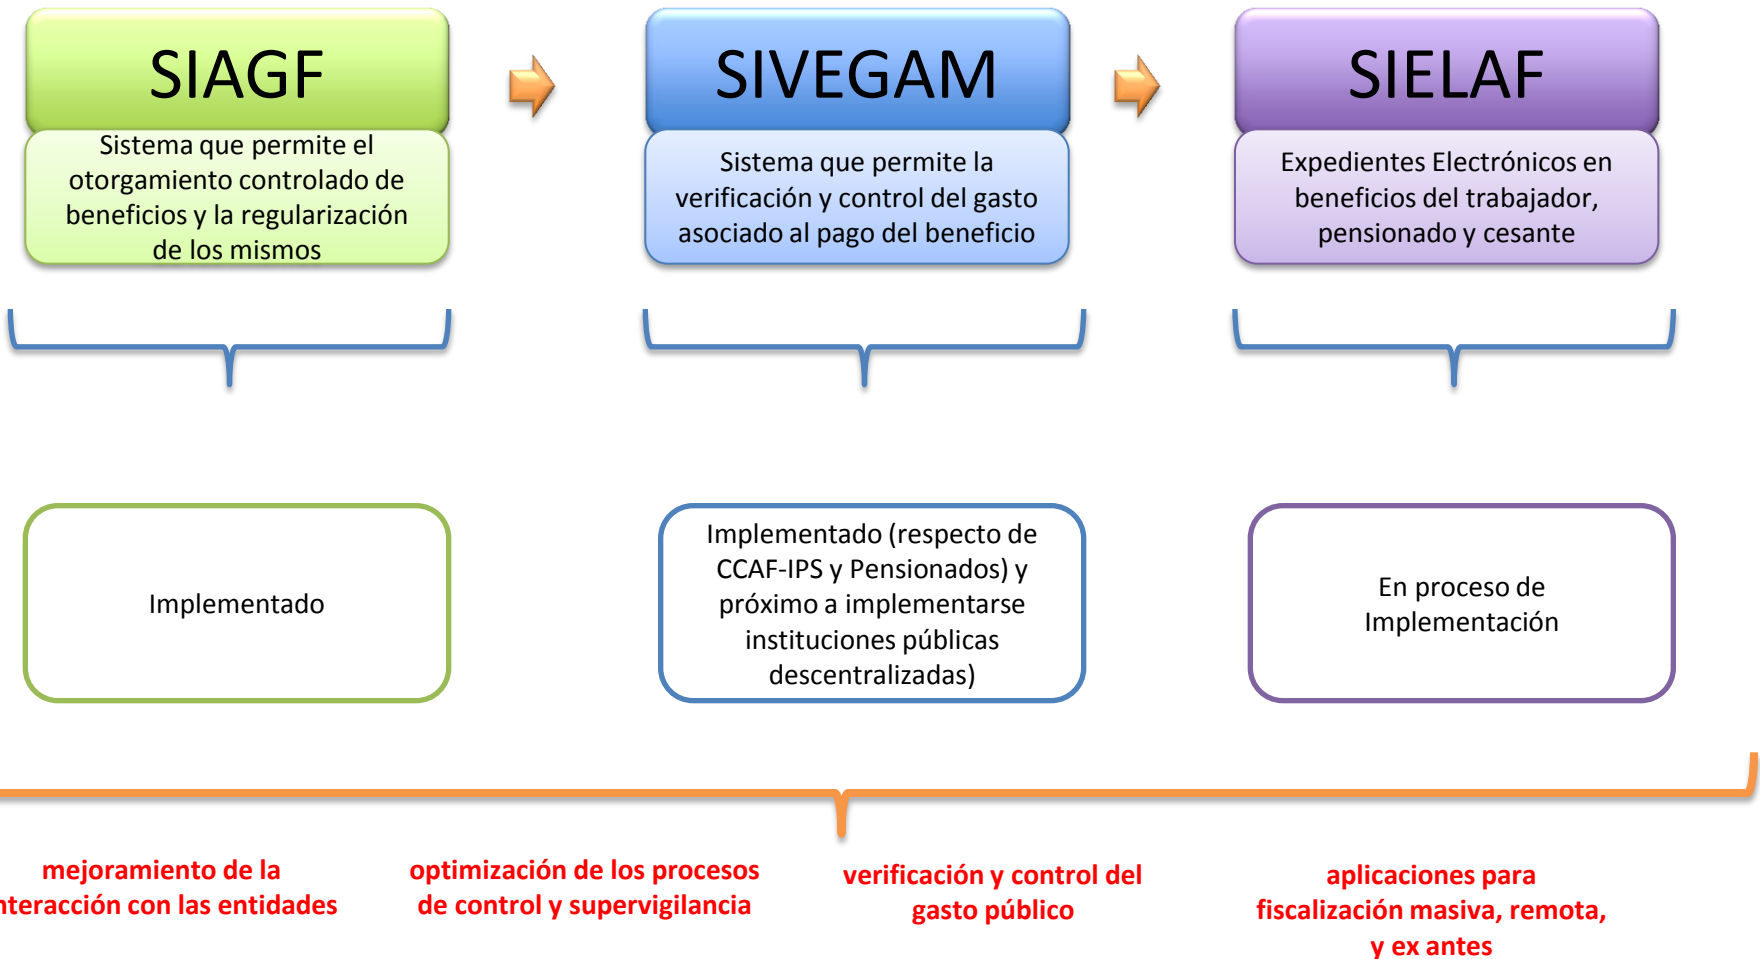 SIAGF
Sistema que permite el
otorgamiento controlado de
beneficios y la regularización
de los mismos
SIVEGAM
Sistema que permite la
verificación y control del gasto
asociado al pago del beneficio
SIELAF
Expedientes Electrónicos en
beneficios del trabajador,
pensionado y cesante
Implementado
Implementado (respecto de
CCAF-IPS y Pensionados) y
próximo a implementarse
instituciones públicas
descentralizadas)
En proceso de
Implementación
mejoramiento de la
nteracción con las entidades
optimización de los procesos
de control y supervigilancia
verificación y control del
gasto público
aplicaciones para
fiscalización masiva, remota,
y ex antes